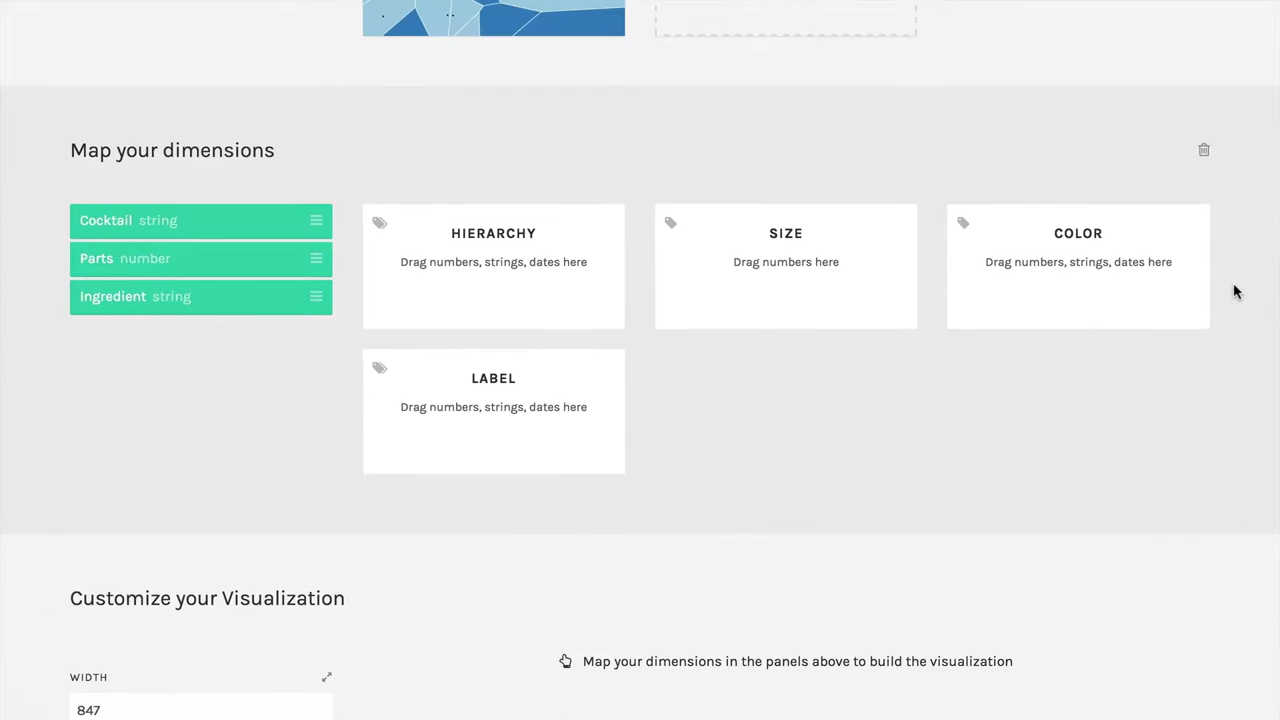 Map your dimensions
Cocktail string
Parts number
Ingredient string
HIERARCHY
Drag numbers, strings, dates here
SIZE
Drag numbers here
COLOR
Drag numbers, strings, dates here
LABEL
Drag numbers, strings, dates here
Customize your Visualization
WIDTH
847
Map your dimensions in the panels above to build the visualization